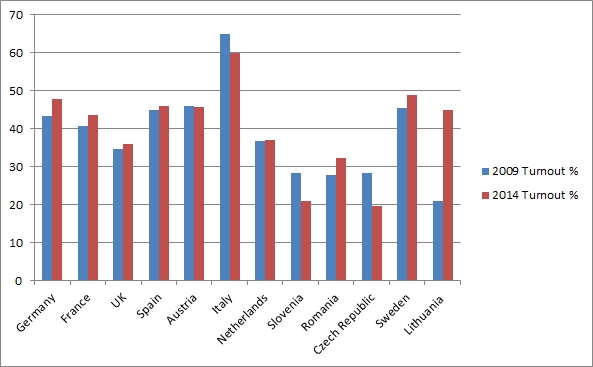 70
60
50
40
30
20
10
0
Germany
France
UK
Spain
Austria
Italy
Netherlands
Slovenia
Romania
Czech Republic
Sweden
Lithuania
2009 Turnout %
2014 Turnout %